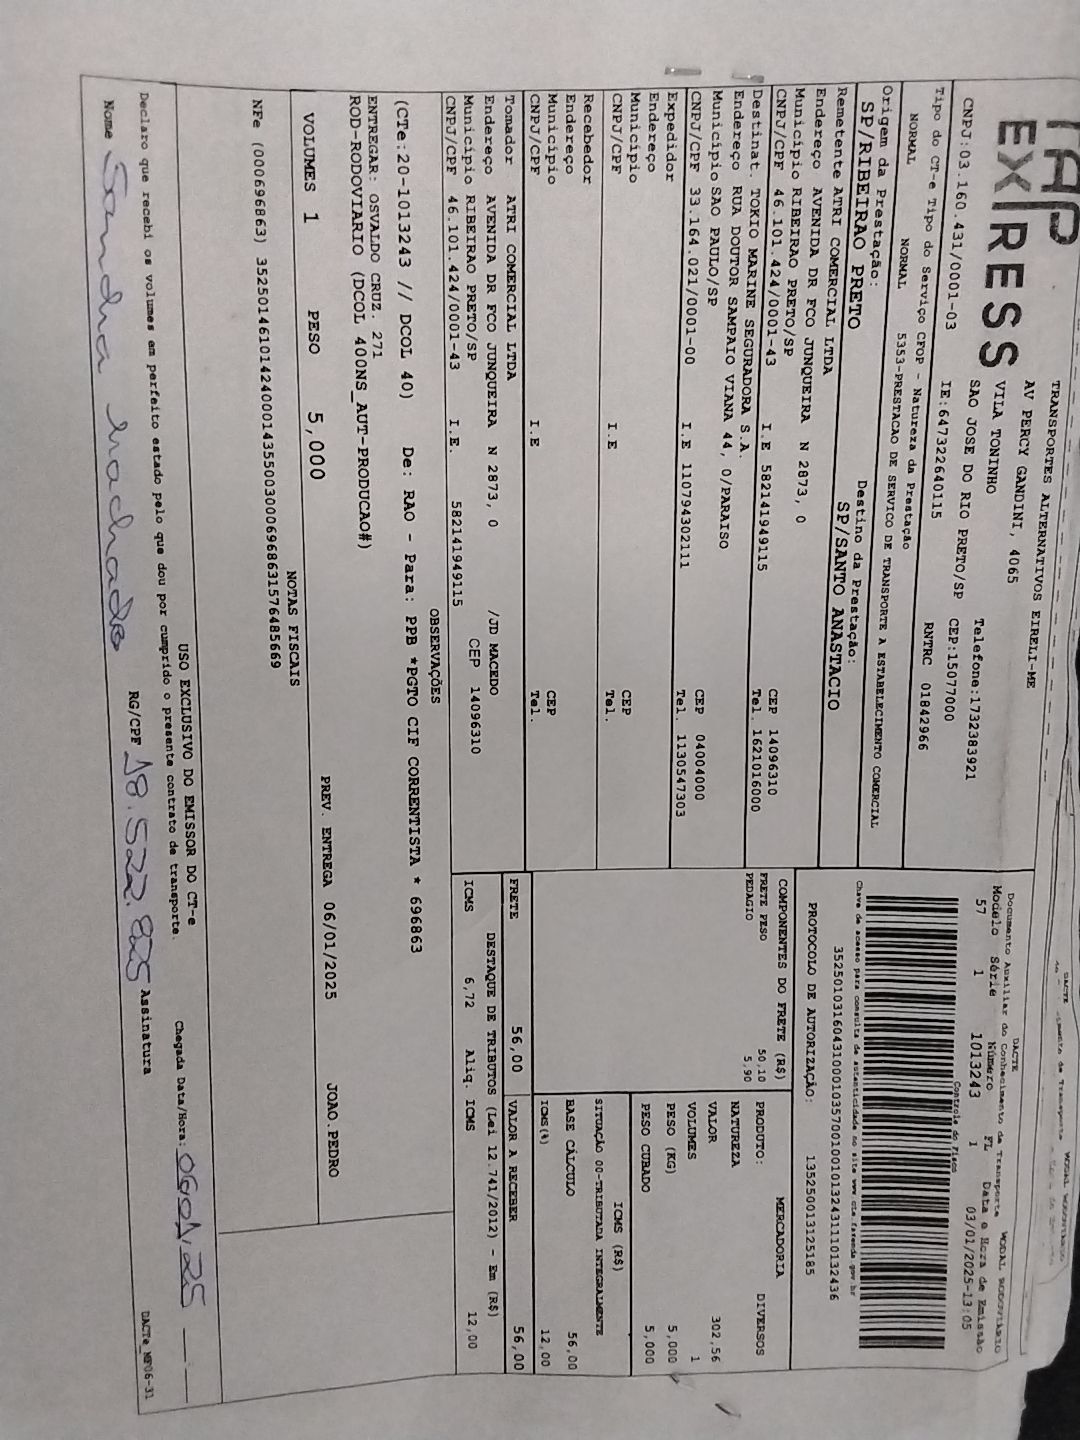 TAP
EXPRESS
TRANSPORTES ALTERNATIVOS EIRELI-ME
AV PERCY GANDINI, 4065
VILA TONINHO
SAO JOSE DO RIO PRETO/SP
Telefone:1732383921
CEP:15077000
CNPJ:03.160.431/0001-03
IE:647322640115
RNTRC 01842966
DACTE
Documento Auxiliar do Conhecimento de Transporte
MODAL RODOVIARIO
Modelo Série Número FL Data e Hora de Emissão
57 1 1013243 1 03/01/2025-13:05
Controle do Fisco
Chave de acesso para consulta de autenticidade no site www.cte.fazenda.gov.br
PROTOCOLO DE AUTORIZAÇÃO: 135250013125185
Tipo do CT-e Tipo do Serviço CFOP - Natureza da Prestação
NORMAL NORMAL 5353-PRESTACAO DE SERVICO DE TRANSPORTE A ESTABELECIMENTO COMERCIAL
Origem da Prestação: Destino da Prestação:
SP/RIBEIRAO PRETO SP/SANTO ANASTACIO
Remetente ATRI COMERCIAL LTDA
Endereço AVENIDA DR FCO JUNQUEIRA N 2873, 0
Município RIBEIRAO PRETO/SP CEP 14096310
CNPJ/CPF 46.101.424/0001-43 I.E 582141949115 Tel. 1621016000
Destinat. TOKIO MARINE SEGURADORA S.A.
Endereço RUA DOUTOR SAMPAIO VIANA 44, 0/PARAISO
Município SAO PAULO/SP CEP 04004000
CNPJ/CPF 33.164.021/0001-00 I.E 110794302111 Tel. 1130547303
Expedidor
Endereço
Município CEP
CNPJ/CPF I.E Tel.
Recebedor
Endereço
Município CEP
CNPJ/CPF I.E Tel.
Tomador ATRI COMERCIAL LTDA
Endereço AVENIDA DR FCO JUNQUEIRA N 2873, 0 /JD MACEDO
Município RIBEIRAO PRETO/SP CEP 14096310
CNPJ/CPF 46.101.424/0001-43 I.E. 582141949115
COMPONENTES DO FRETE (R$)
FRETE PESO 50,10
PEDAGIO 5,90
PRODUTO: MERCADORIA DIVERSOS
NATUREZA
VALOR 302,56
VOLUMES 1
PESO (KG) 5,000
PESO CUBADO 5,000
ICMS (R$)
SITUAÇÃO 00-TRIBUTADA INTEGRALMENTE
BASE CÁLCULO 56,00
ICMS(%) 12,00
FRETE 56,00 VALOR A RECEBER 56,00
DESTAQUE DE TRIBUTOS (Lei 12.741/2012) - Em (R$)
ICMS 6,72 Aliq. ICMS 12,00
OBSERVAÇÕES
(CTe:20-1013243 // DCOL 40) De: RAO - Para: PPB *PGTO CIF CORRENTISTA * 696863
ENTREGAR: OSVALDO CRUZ. 271
ROD-RODOVIARIO (DCOL 400NS_AUT-PRODUCAO#)
VOLUMES 1 PESO 5,000 PREV. ENTREGA 06/01/2025 JOAO.PEDRO
NOTAS FISCAIS
USO EXCLUSIVO DO EMISSOR DO CT-e
Declaro que recebi os volumes em perfeito estado pelo que dou por cumprido o presente contrato de transporte.
Chegada Data/Hora: 06 01 25
Nome Sandra Machado RG/CPF 18.522.825 Assinatura
DACTe_MP06-31